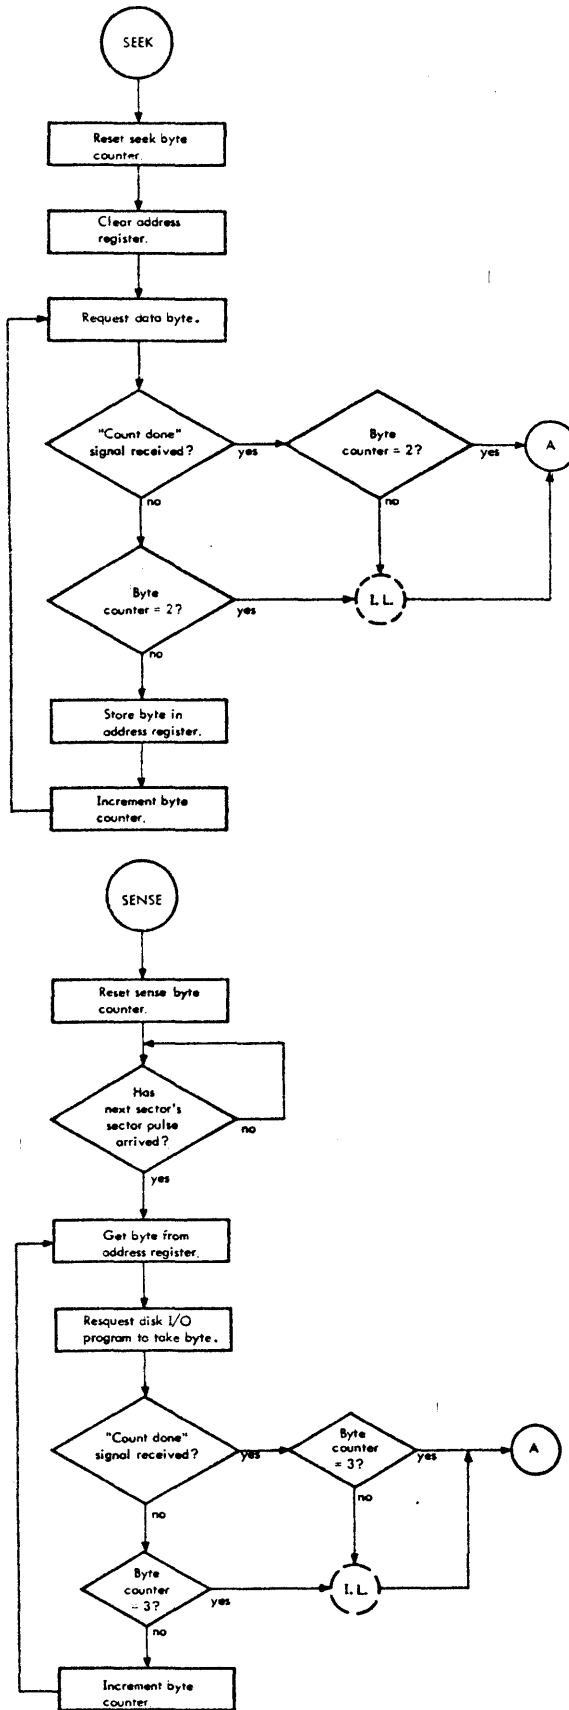 SEEK
Reset seek byte
counter.
Clear address
register.
Request data byte.
"Count done"
signal received?
yes
Byte
counter = 2?
yes
A
no
no
Byte
counter = 2?
yes
I. L.
no
Store byte in
address register.
Increment byte
counter.
SENSE
Reset sense byte
counter.
Has
next sector's
sector pulse
arrived?
no
yes
Get byte from
address register.
Resquest disk I/O
program to take byte.
"Count done"
signal received?
yes
Byte
counter
= 3?
yes
A
no
no
Byte
counter
= 3?
yes
I. L.
no
Increment byte
counter.